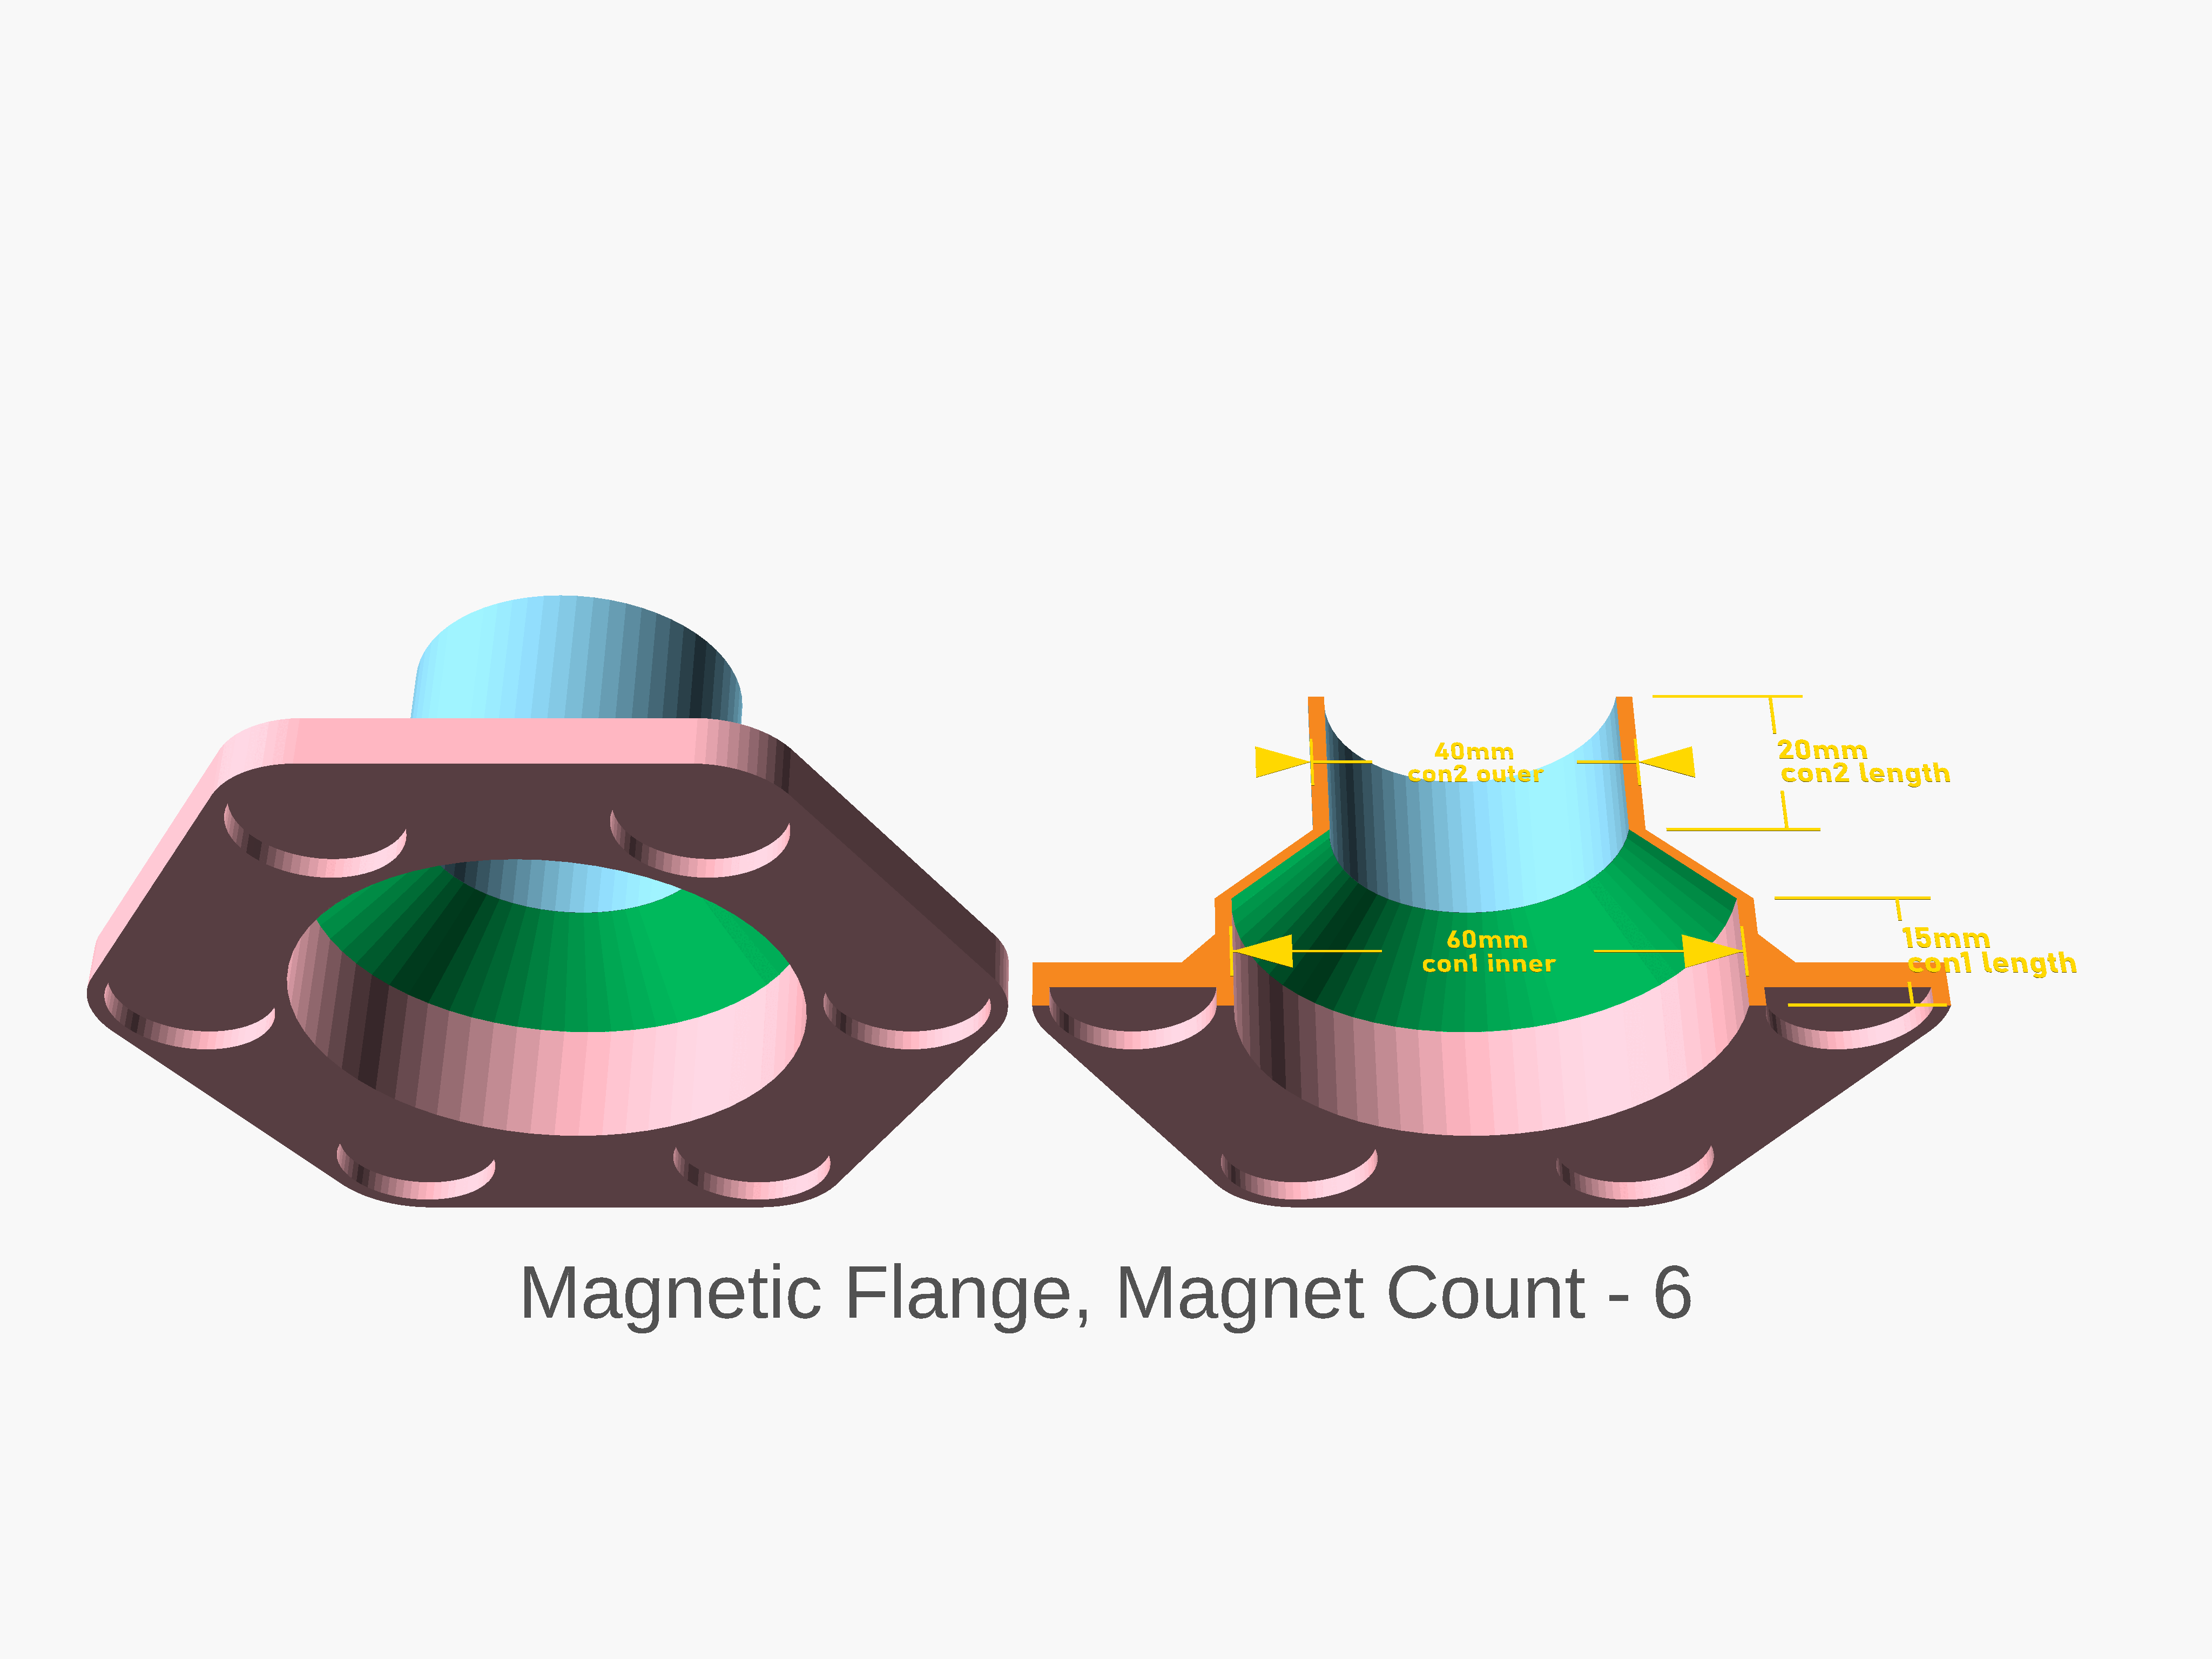 40mm
con2 outer
20mm
con2 length
60mm
con1 inner
15mm
con1 length
Magnetic Flange, Magnet Count - 6